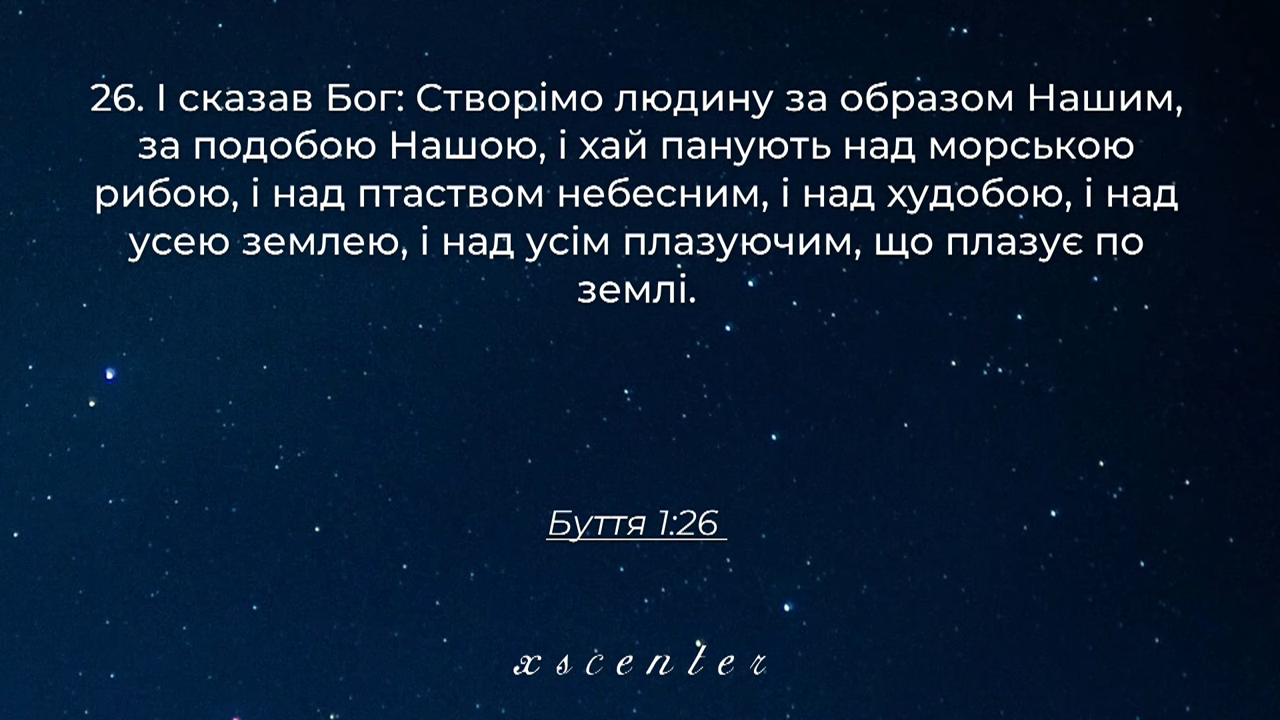 26. І сказав Бог: Створімо людину за образом Нашим,
за подобою Нашою, і хай панують над морською
рибою, і над птаством небесним, і над худобою, і над
усею землею, і над усім плазуючим, що плазує по
землі.
Буття 1:26
xscenter